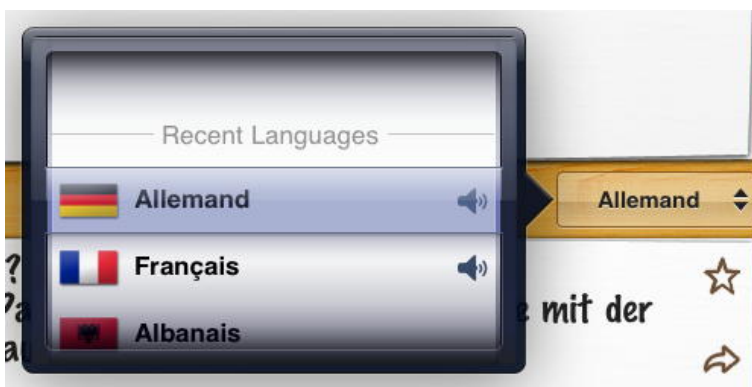 Recent Languages
Allemand
Allemand
Français
?
mit der
Albanais